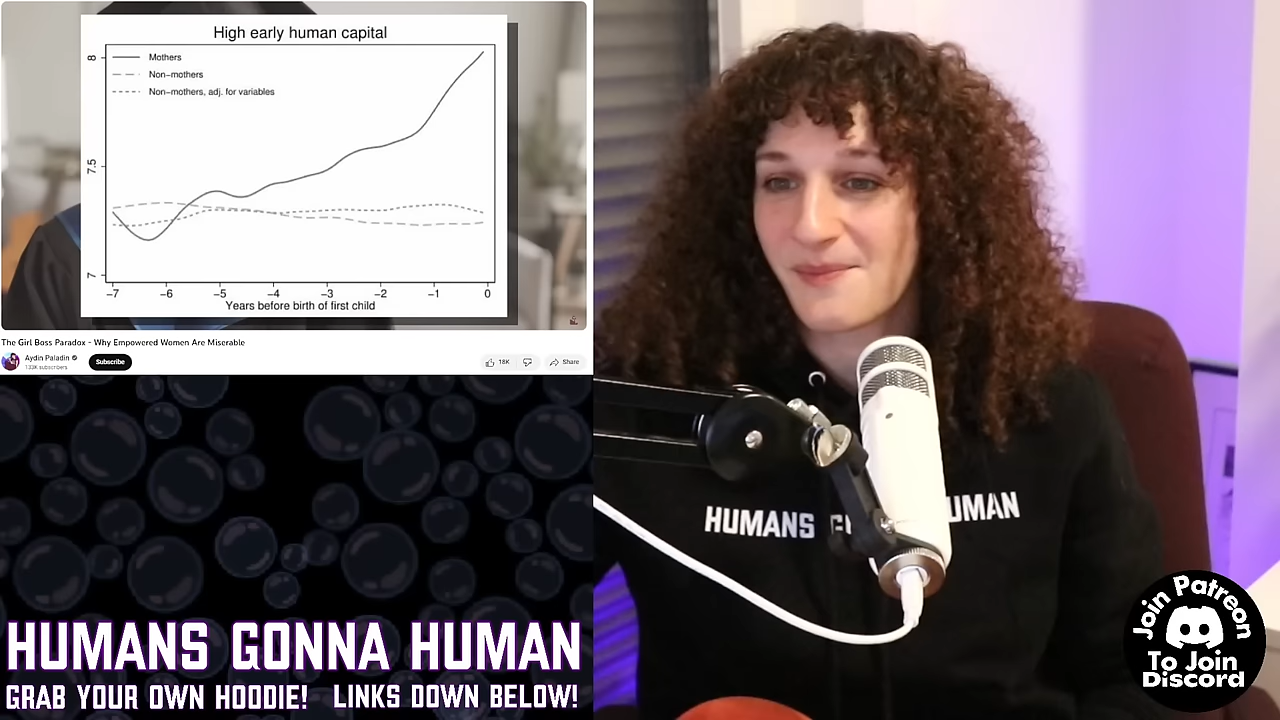 High early human capital
Mothers
Non-mothers
Non-mothers, adj. for variables
8
7.5
7
-7 -6 -5 -4 -3 -2 -1 0
Years before birth of first child
The Girl Boss Paradox - Why Empowered Women Are Miserable
Aydin Paladin
133K subscribers
Subscribe
18K
Share
HUMANS GONNA HUMAN
GRAB YOUR OWN HOODIE! LINKS DOWN BELOW!
HUMANS G UMAN
Join Patreon
To Join
Discord